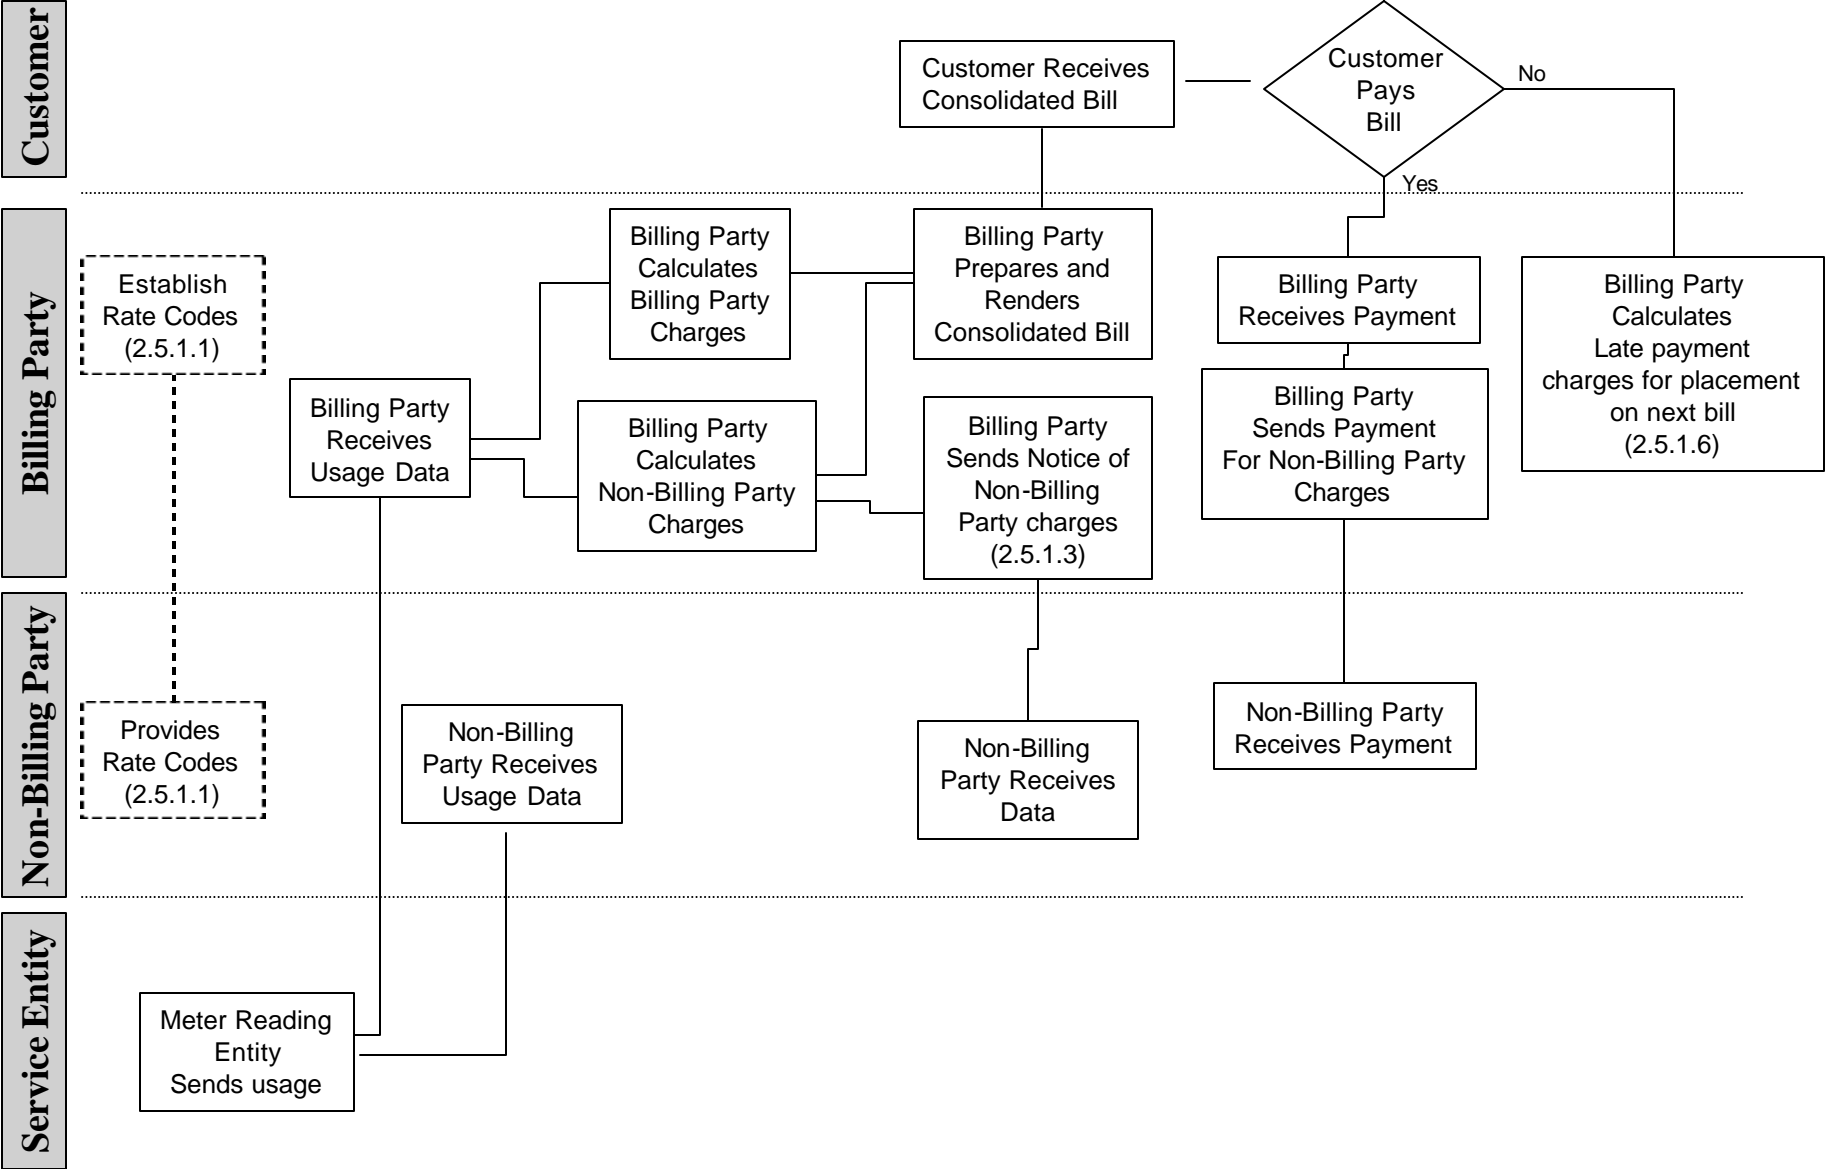 Customer
Customer Receives
Consolidated Bill
Customer
Pays
Bill
No
Yes
Billing Party
Establish
Rate Codes
(2.5.1.1)
Billing Party
Receives
Usage Data
Billing Party
Calculates
Billing Party
Charges
Billing Party
Calculates
Non-Billing Party
Charges
Billing Party
Prepares and
Renders
Consolidated Bill
Billing Party
Sends Notice of
Non-Billing
Party charges
(2.5.1.3)
Billing Party
Receives Payment
Billing Party
Sends Payment
For Non-Billing Party
Charges
Billing Party
Calculates
Late payment
charges for placement
on next bill
(2.5.1.6)
Non-Billing Party
Provides
Rate Codes
(2.5.1.1)
Non-Billing
Party Receives
Usage Data
Non-Billing
Party Receives
Data
Non-Billing Party
Receives Payment
Service Entity
Meter Reading
Entity
Sends usage